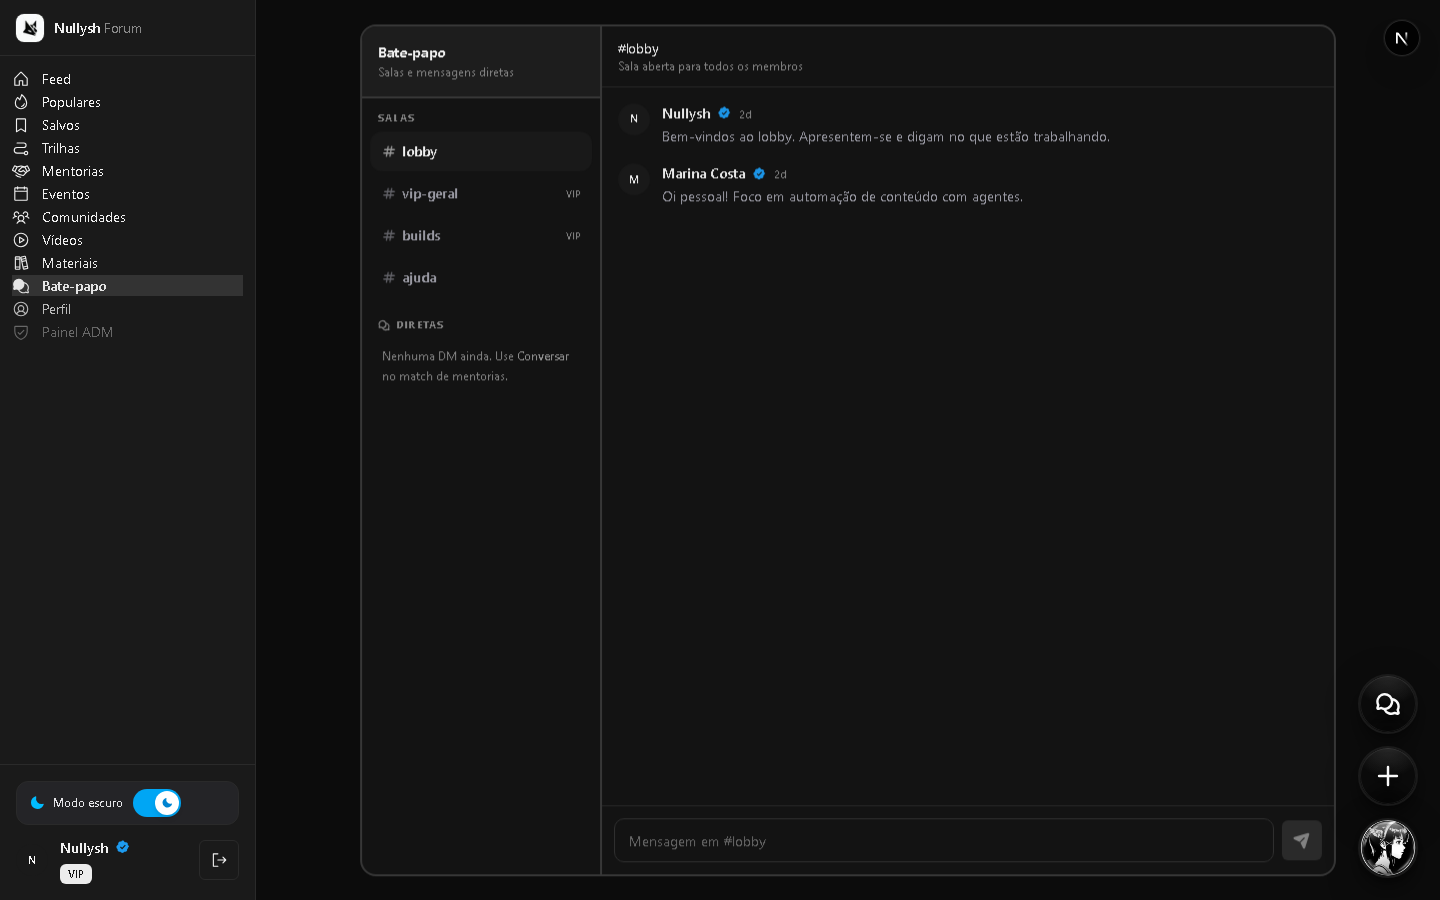 Nullysh Forum
Feed
Populares
Salvos
Trilhas
Mentorias
Eventos
Comunidades
Vídeos
Materiais
Bate-papo
Perfil
Painel ADM
Modo escuro
N
Nullysh
VIP
Bate-papo
Salas e mensagens diretas
SALAS
# lobby
# vip-geral VIP
# builds VIP
# ajuda
DIRETAS
Nenhuma DM ainda. Use Conversar
no match de mentorias.
#lobby
Sala aberta para todos os membros
N
Nullysh 2d
Bem-vindos ao lobby. Apresentem-se e digam no que estão trabalhando.
M
Marina Costa 2d
Oi pessoal! Foco em automação de conteúdo com agentes.
Mensagem em #lobby
N